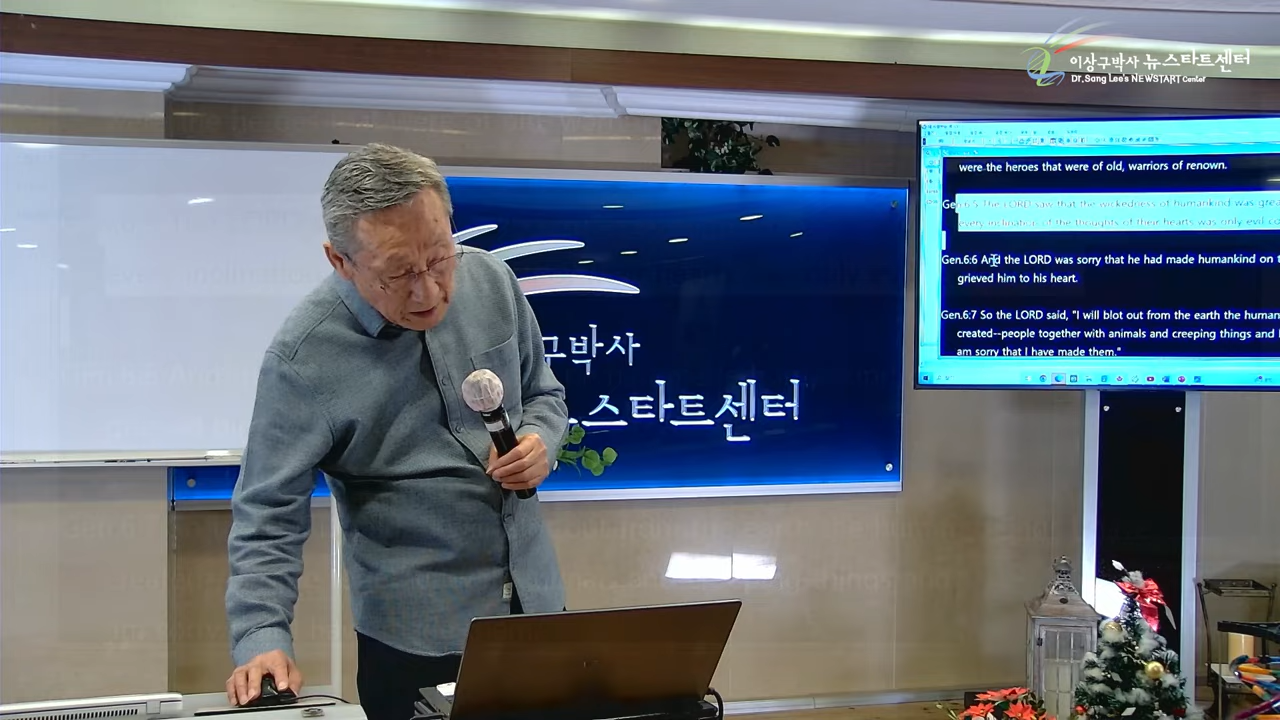 이상구박사 뉴스타트센터
Dr.Sang Lee's NEWSTART Center
were the heroes that were of old, warriors of renown.
Gen.6:5 The LORD saw that the wickedness of humankind was grea
every inclination of the thoughts of their hearts was only evil co
Gen.6:6 And the LORD was sorry that he had made humankind on t
grieved him to his heart.
Gen.6:7 So the LORD said, "I will blot out from the earth the human
created--people together with animals and creeping things and
am sorry that I have made them."
구박사
스타트센터